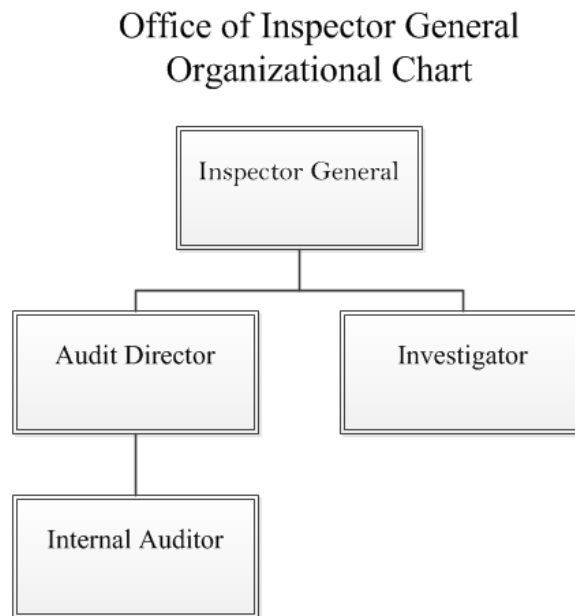 Office of Inspector General
Organizational Chart
Inspector General
Audit Director
Investigator
Internal Auditor